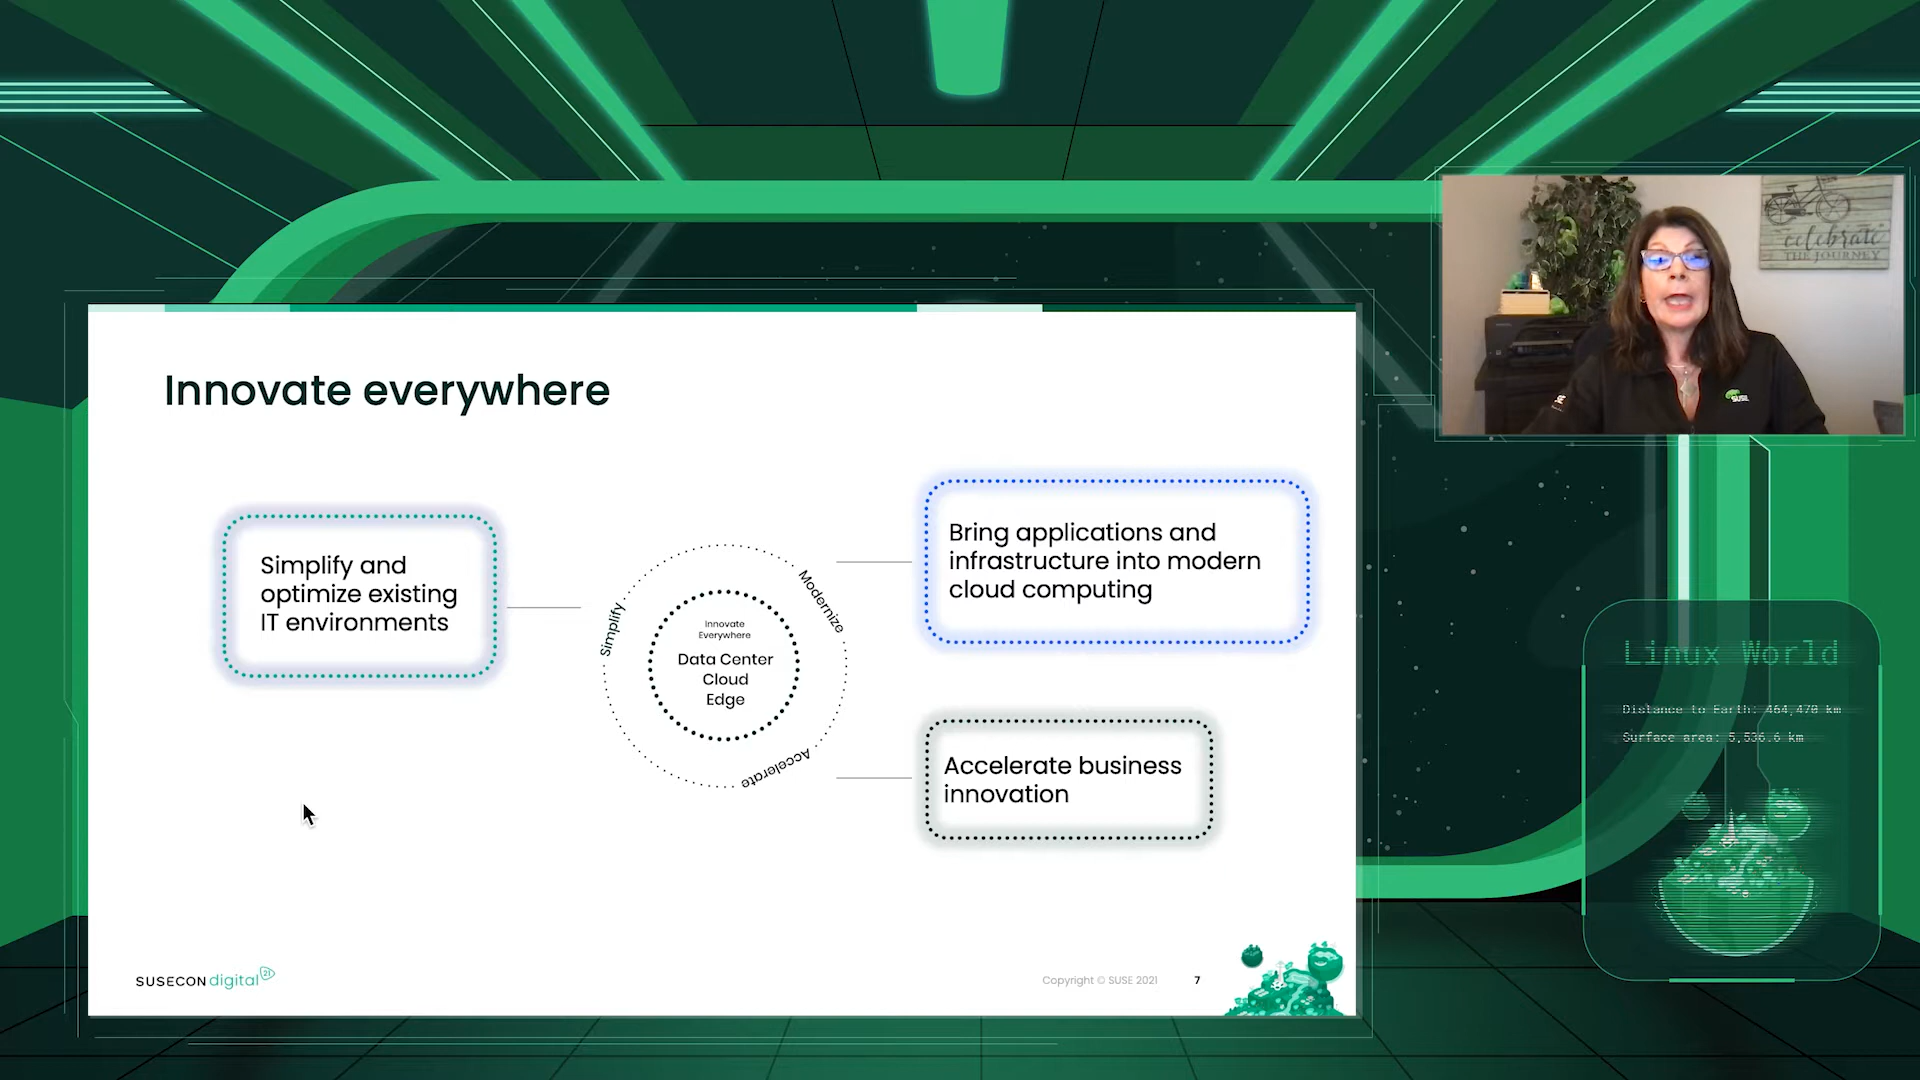 celebrate
THE JOURNEY
SUSE
Innovate everywhere
Simplify and
optimize existing
IT environments
Simplify
Modernize
Accelerate
Innovate
Everywhere
Data Center
Cloud
Edge
Bring applications and
infrastructure into modern
cloud computing
Accelerate business
innovation
Linux World
Distance to Earth: 464,470 km
Surface area: 5,536.6 km
SUSECON digital 21
Copyright © SUSE 2021
7